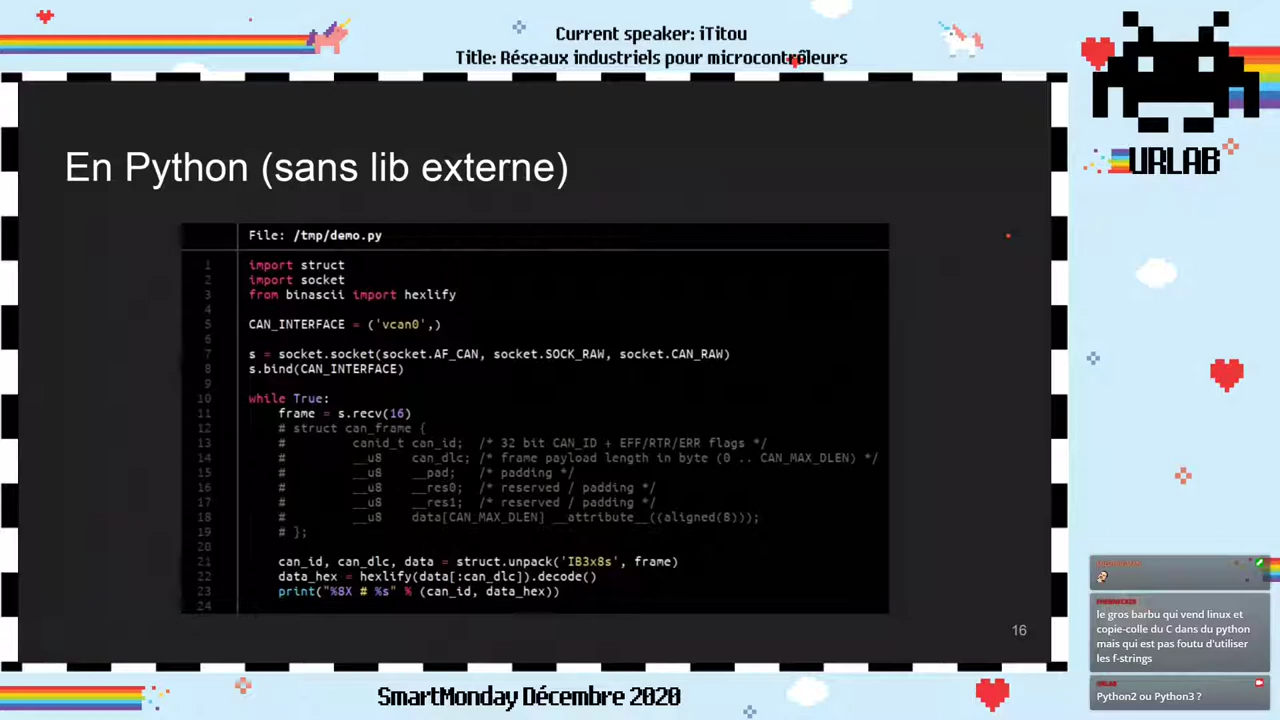 Current speaker: iTitou
Title: Réseaux industriels pour microcontrôleurs
URLAB
En Python (sans lib externe)
File: /tmp/demo.py
1 import struct
2 import socket
3 from binascii import hexlify
4
5 CAN_INTERFACE = ('vcan0',)
6
7 s = socket.socket(socket.AF_CAN, socket.SOCK_RAW, socket.CAN_RAW)
8 s.bind(CAN_INTERFACE)
9
10 while True:
11 frame = s.recv(16)
12 # struct can_frame {
13 # canid_t can_id; /* 32 bit CAN_ID + EFF/RTR/ERR flags */
14 # __u8 can_dlc; /* frame payload length in byte (0 .. CAN_MAX_DLEN) */
15 # __u8 __pad; /* padding */
16 # __u8 __res0; /* reserved / padding */
17 # __u8 __res1; /* reserved / padding */
18 # __u8 data[CAN_MAX_DLEN] __attribute__((aligned(8)));
19 # };
20
21 can_id, can_dlc, data = struct.unpack('IB3x8s', frame)
22 data_hex = hexlify(data[:can_dlc]).decode()
23 print("%8X # %s" % (can_id, data_hex))
24
16
le gros barbu qui vend linux et
copie-colle du C dans du python
mais qui est pas foutu d'utiliser
les f-strings
URLAB
Python2 ou Python3 ?
SmartMonday Décembre 2020